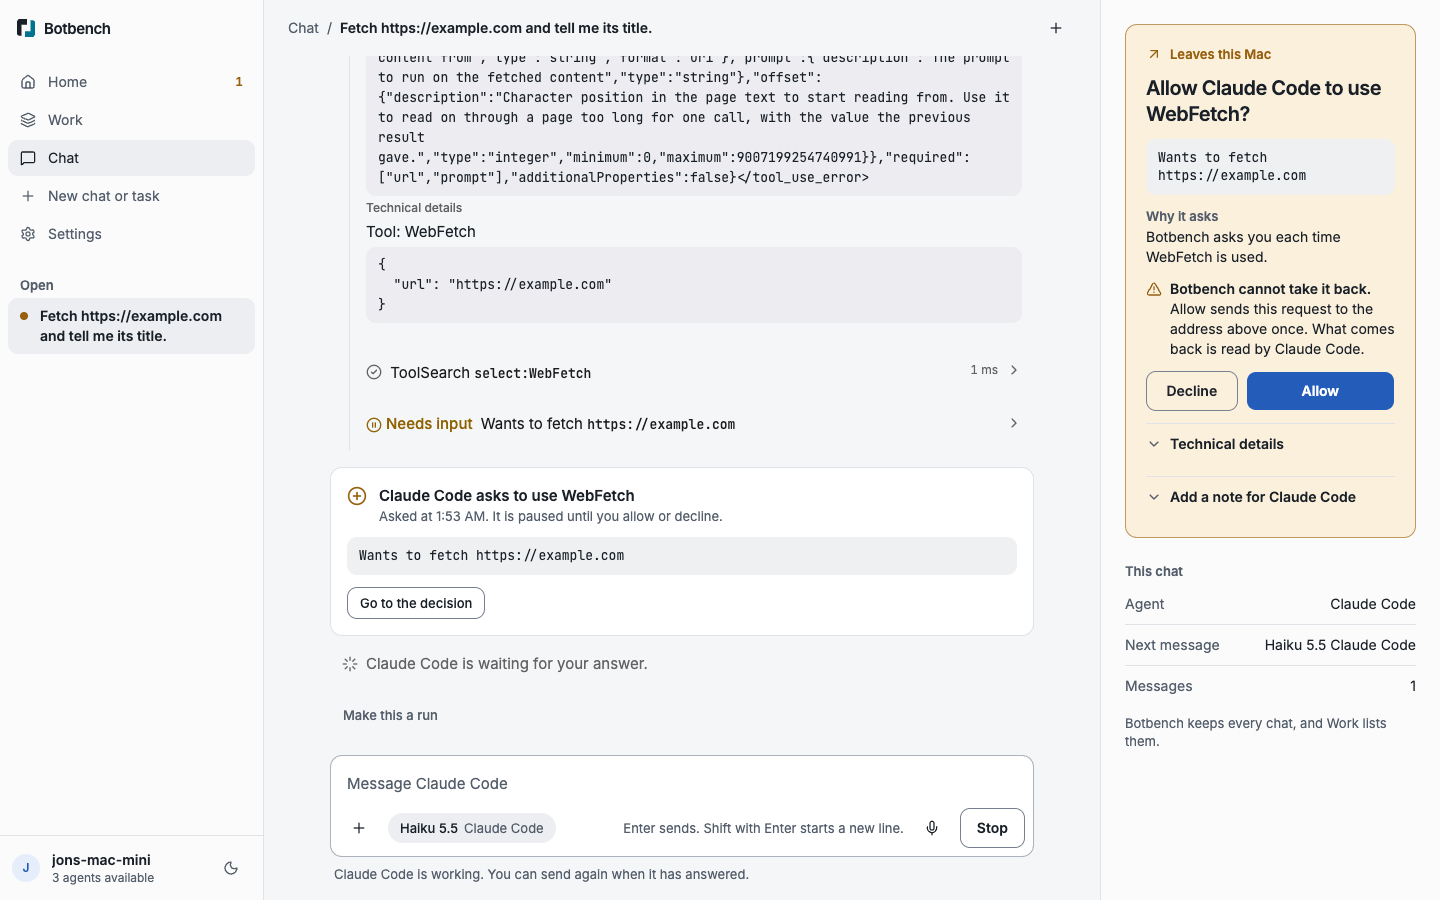 Botbench
Home 1
Work
Chat
New chat or task
Settings
Open
Fetch https://example.com
and tell me its title.
J
jons-mac-mini
3 agents available
Chat / Fetch https://example.com and tell me its title.
content from","type":"string","format":"uri"},"prompt":{"description":"The prompt
to run on the fetched content","type":"string"},"offset":
{"description":"Character position in the page text to start reading from. Use it
to read on through a page too long for one call, with the value the previous
result
gave.","type":"integer","minimum":0,"maximum":9007199254740991}},"required":
["url","prompt"],"additionalProperties":false}</tool_use_error>
Technical details
Tool: WebFetch
{
"url": "https://example.com"
}
ToolSearch select:WebFetch 1 ms
Needs input Wants to fetch https://example.com
Claude Code asks to use WebFetch
Asked at 1:53 AM. It is paused until you allow or decline.
Wants to fetch https://example.com
Go to the decision
Claude Code is waiting for your answer.
Make this a run
Message Claude Code
Haiku 5.5 Claude Code
Enter sends. Shift with Enter starts a new line.
Stop
Claude Code is working. You can send again when it has answered.
Leaves this Mac
Allow Claude Code to use
WebFetch?
Wants to fetch
https://example.com
Why it asks
Botbench asks you each time
WebFetch is used.
Botbench cannot take it back.
Allow sends this request to the
address above once. What comes
back is read by Claude Code.
Decline
Allow
Technical details
Add a note for Claude Code
This chat
Agent Claude Code
Next message Haiku 5.5 Claude Code
Messages 1
Botbench keeps every chat, and Work lists
them.